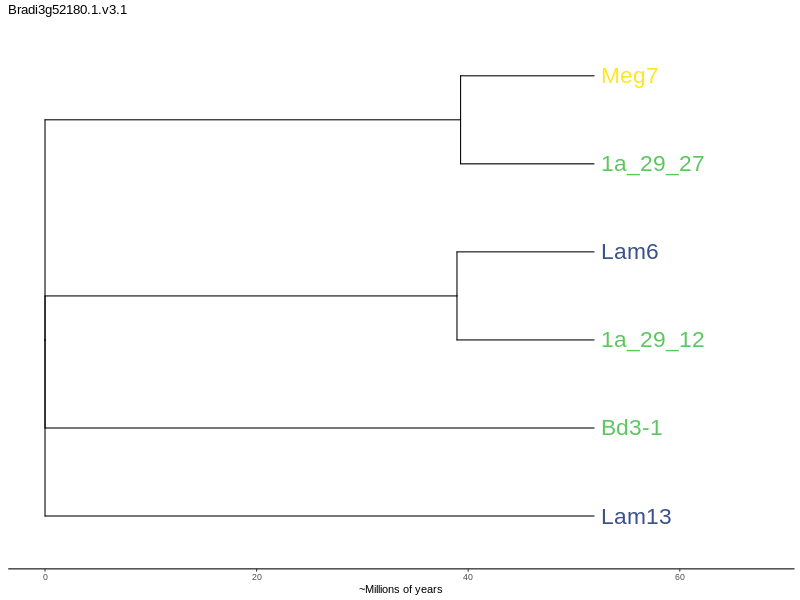 Bradi3g52180.1.v3.1
Meg7
1a_29_27
Lam6
1a_29_12
Bd3-1
Lam13
0 20 40 60
~Millions of years